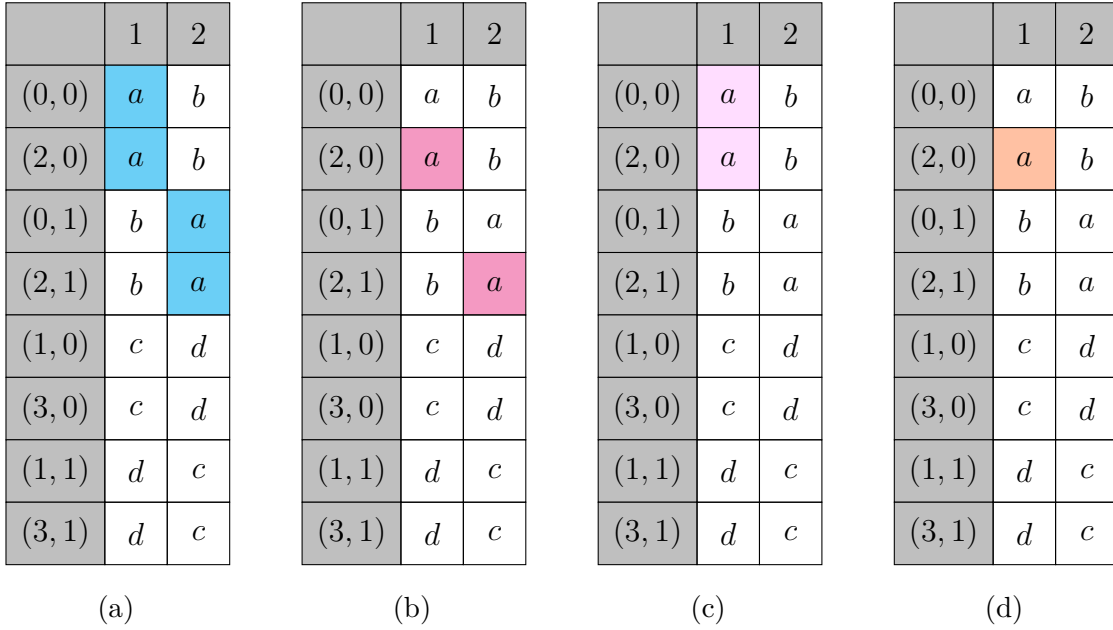 1 2 1 2 1 2 1 2
(0, 0) a b (0, 0) a b (0, 0) a b (0, 0) a b
(2, 0) a b (2, 0) a b (2, 0) a b (2, 0) a b
(0, 1) b a (0, 1) b a (0, 1) b a (0, 1) b a
(2, 1) b a (2, 1) b a (2, 1) b a (2, 1) b a
(1, 0) c d (1, 0) c d (1, 0) c d (1, 0) c d
(3, 0) c d (3, 0) c d (3, 0) c d (3, 0) c d
(1, 1) d c (1, 1) d c (1, 1) d c (1, 1) d c
(3, 1) d c (3, 1) d c (3, 1) d c (3, 1) d c
(a) (b) (c) (d)